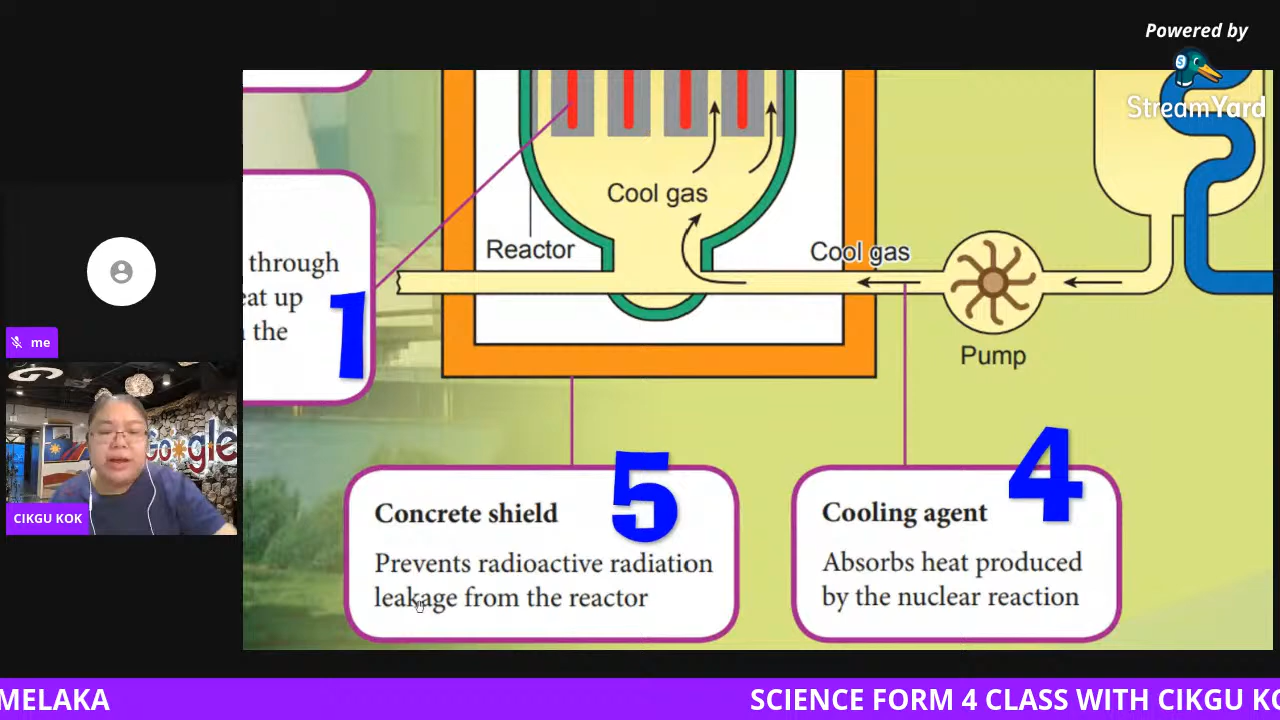 Powered by
StreamYard
Cool gas
Reactor
Cool gas
Pump
through
eat up
the
1
me
Google
CIKGU KOK
5
Concrete shield
Prevents radioactive radiation
leakage from the reactor
4
Cooling agent
Absorbs heat produced
by the nuclear reaction
MELAKA
SCIENCE FORM 4 CLASS WITH CIKGU KO